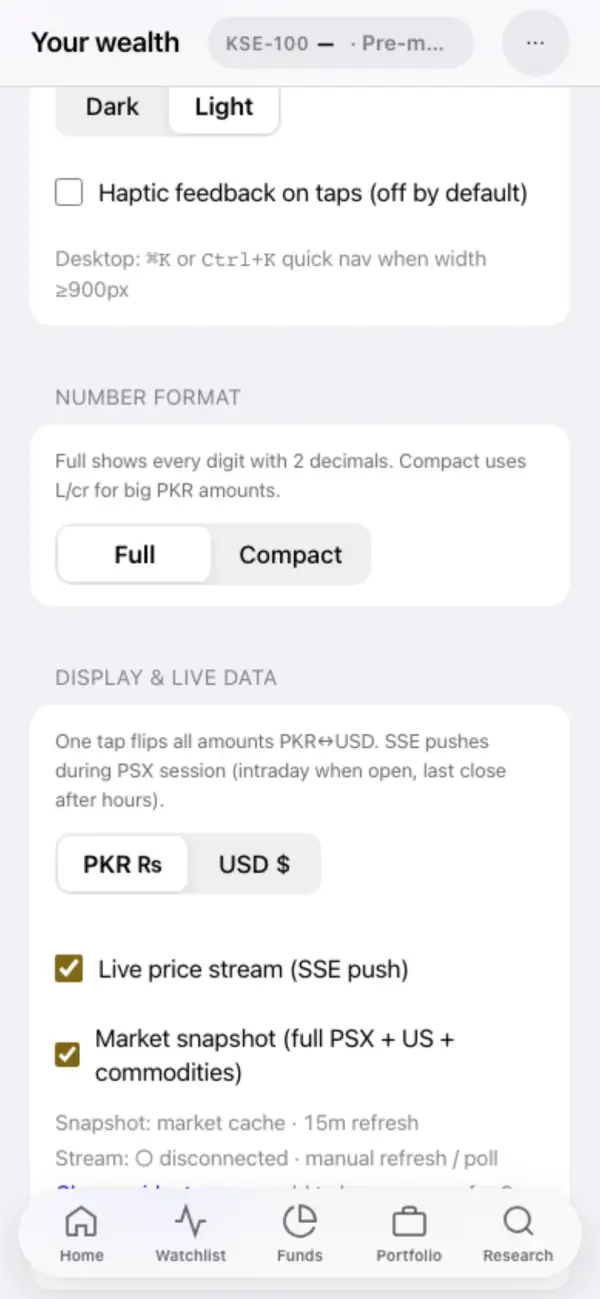 Your wealth
KSE-100 – · Pre-m...
...
Dark
Light
Haptic feedback on taps (off by default)
Desktop: ⌘K or Ctrl+K quick nav when width
≥900px
NUMBER FORMAT
Full shows every digit with 2 decimals. Compact uses
L/cr for big PKR amounts.
Full
Compact
DISPLAY & LIVE DATA
One tap flips all amounts PKR↔USD. SSE pushes
during PSX session (intraday when open, last close
after hours).
PKR Rs
USD $
Live price stream (SSE push)
Market snapshot (full PSX + US +
commodities)
Snapshot: market cache · 15m refresh
Stream: ○ disconnected · manual refresh / poll
Home
Watchlist
Funds
Portfolio
Research